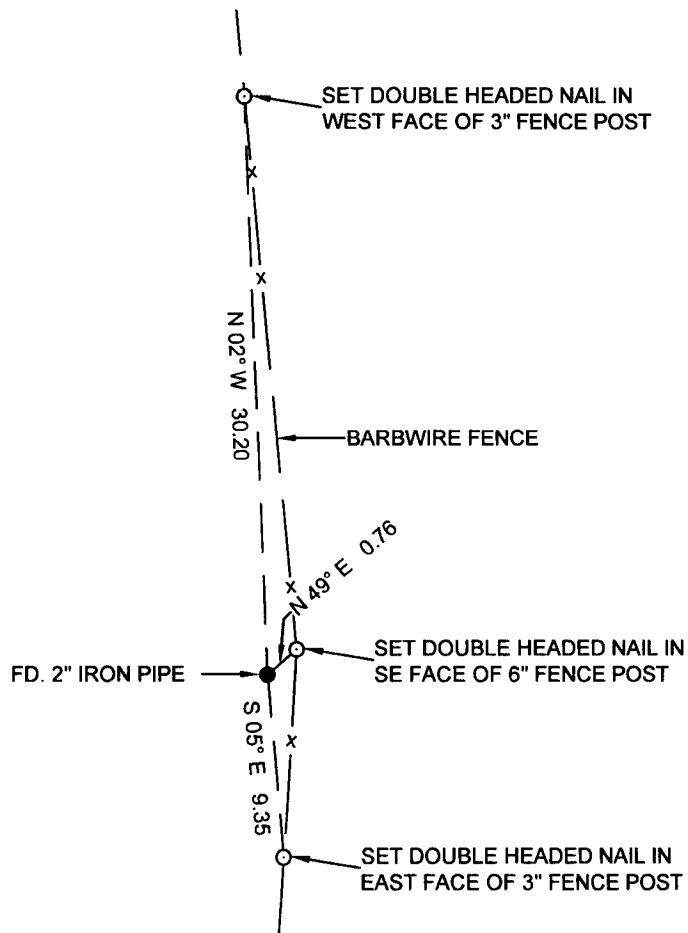 SET DOUBLE HEADED NAIL IN
WEST FACE OF 3" FENCE POST
x
x
N 02° W 30.20
BARBWIRE FENCE
N 49° E 0.76
x
SET DOUBLE HEADED NAIL IN
SE FACE OF 6" FENCE POST
FD. 2" IRON PIPE
S 05° E 9.35
x
SET DOUBLE HEADED NAIL IN
EAST FACE OF 3" FENCE POST